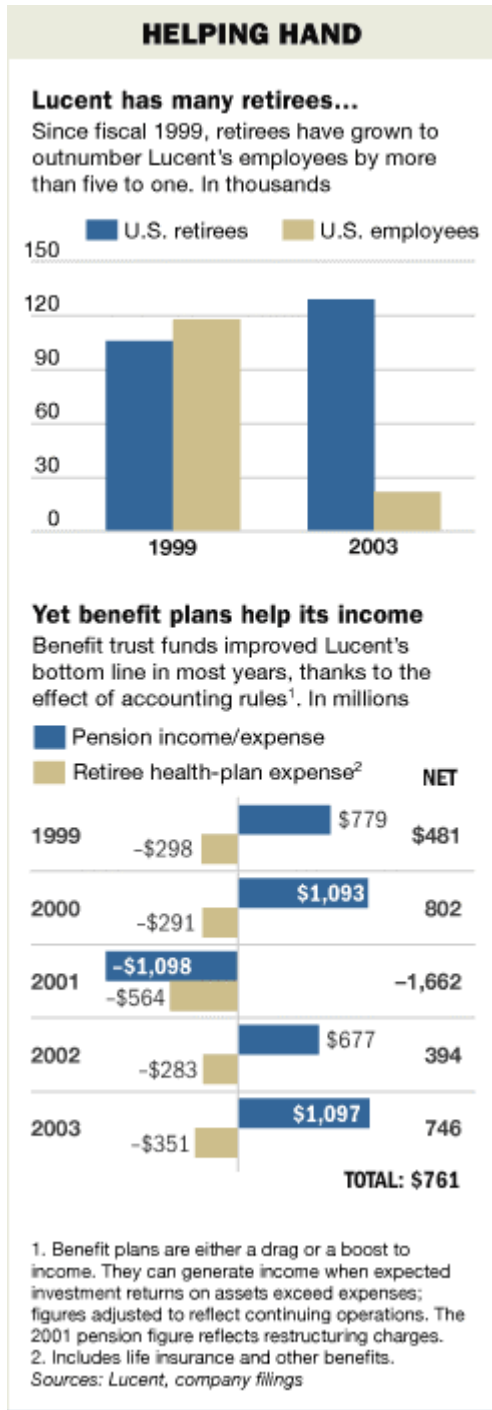 HELPING HAND
Lucent has many retirees...
Since fiscal 1999, retirees have grown to
outnumber Lucent's employees by more
than five to one. In thousands
U.S. retirees U.S. employees
150
120
90
60
30
0
1999 2003
Yet benefit plans help its income
Benefit trust funds improved Lucent's
bottom line in most years, thanks to the
effect of accounting rules¹. In millions
Pension income/expense
Retiree health-plan expense² NET
1999 –$298 $779 $481
2000 –$291 $1,093 802
2001 –$1,098 –$564 –1,662
2002 –$283 $677 394
2003 –$351 $1,097 746
TOTAL: $761
1. Benefit plans are either a drag or a boost to
income. They can generate income when expected
investment returns on assets exceed expenses;
figures adjusted to reflect continuing operations. The
2001 pension figure reflects restructuring charges.
2. Includes life insurance and other benefits.
Sources: Lucent, company filings